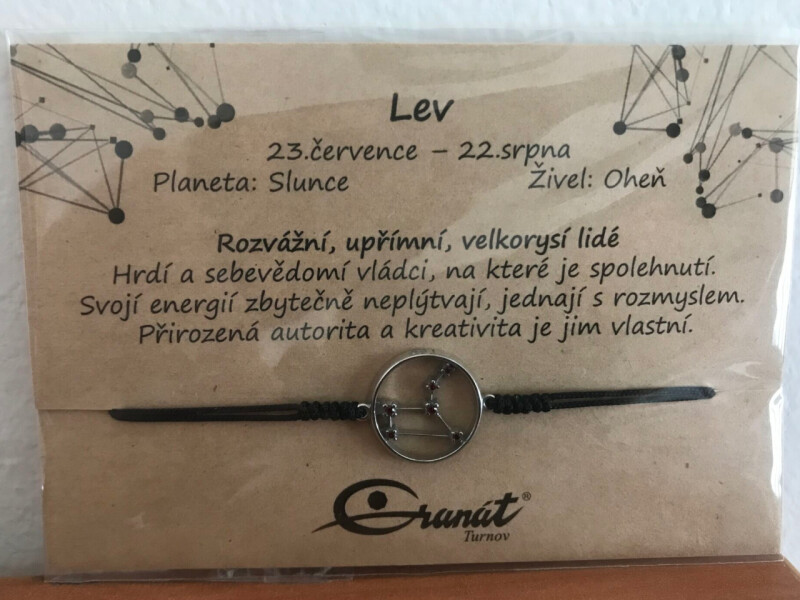 Lev
23.července – 22.srpna
Planeta: Slunce Živel: Oheň
Rozvážní, upřímní, velkorysí lidé
Hrdí a sebevědomí vládci, na které je spolehnutí.
Svojí energií zbytečně neplýtvají, jednají s rozmyslem.
Přirozená autorita a kreativita je jim vlastní.
Granát®
Turnov